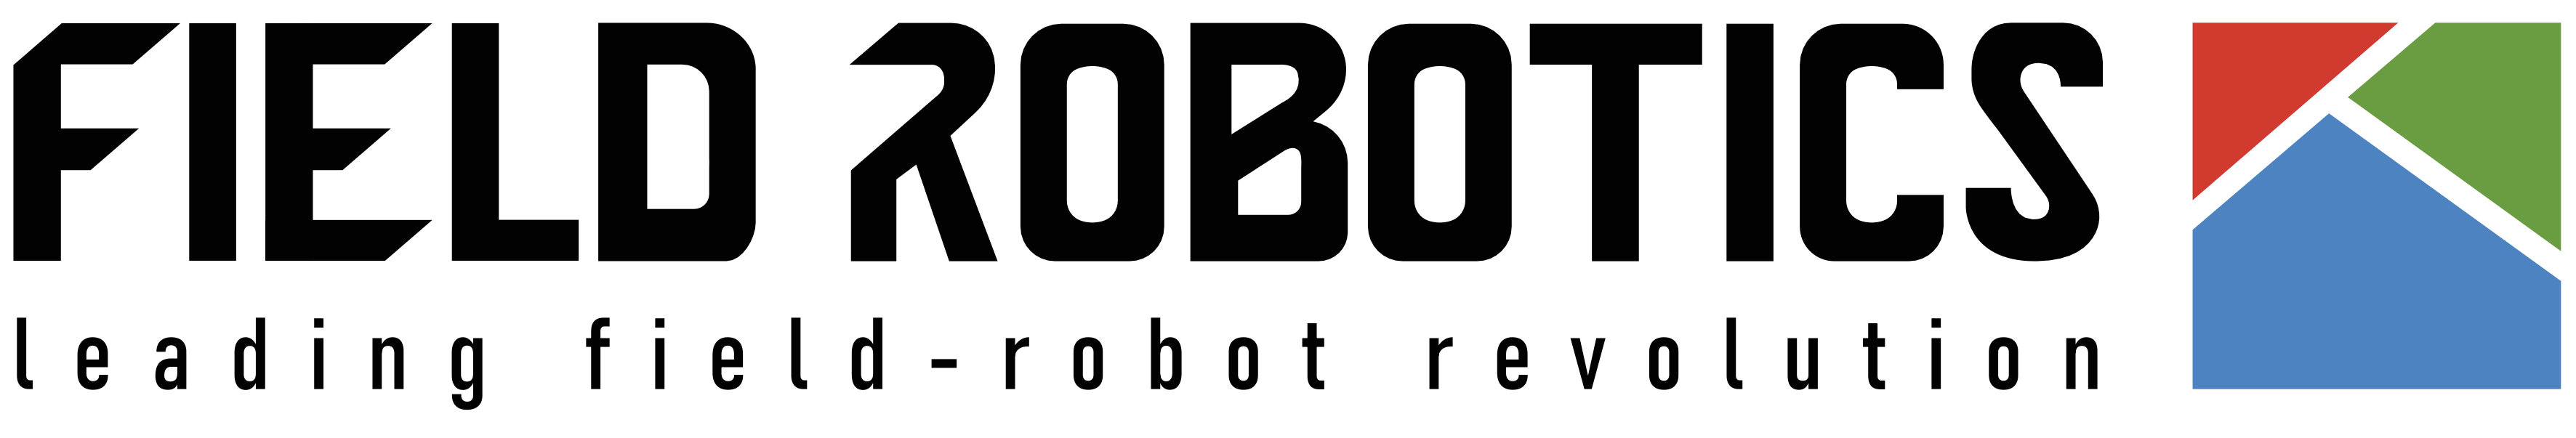 FIELD ROBOTICS
leading field-robot revolution